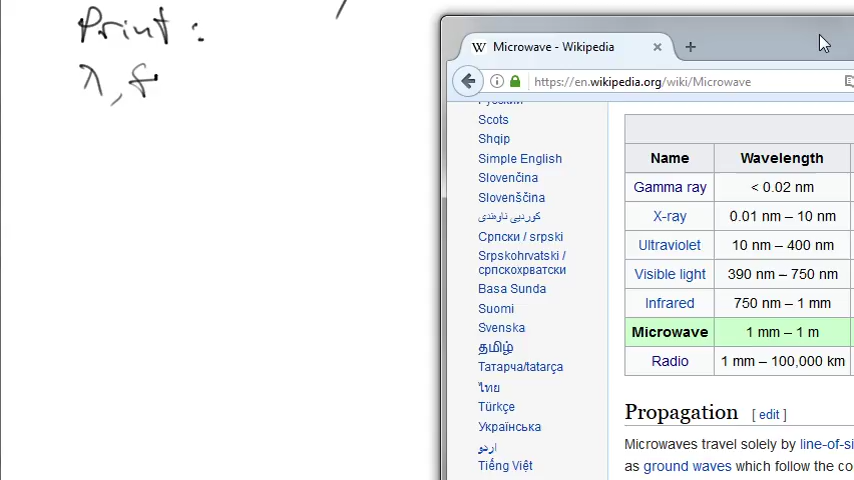 Print :
λ, f
Microwave - Wikipedia
https://en.wikipedia.org/wiki/Microwave
Русский
Scots
Shqip
Simple English
Slovenčina
Slovenščina
کوردیی ناوەندی
Српски / srpski
Srpskohrvatski /
српскохрватски
Basa Sunda
Suomi
Svenska
தமிழ்
Татарча/tatarça
ไทย
Türkçe
Українська
اردو
Tiếng Việt
Name Wavelength
Gamma ray < 0.02 nm
X-ray 0.01 nm – 10 nm
Ultraviolet 10 nm – 400 nm
Visible light 390 nm – 750 nm
Infrared 750 nm – 1 mm
Microwave 1 mm – 1 m
Radio 1 mm – 100,000 km
Propagation [ edit ]
Microwaves travel solely by line-of-si
as ground waves which follow the co